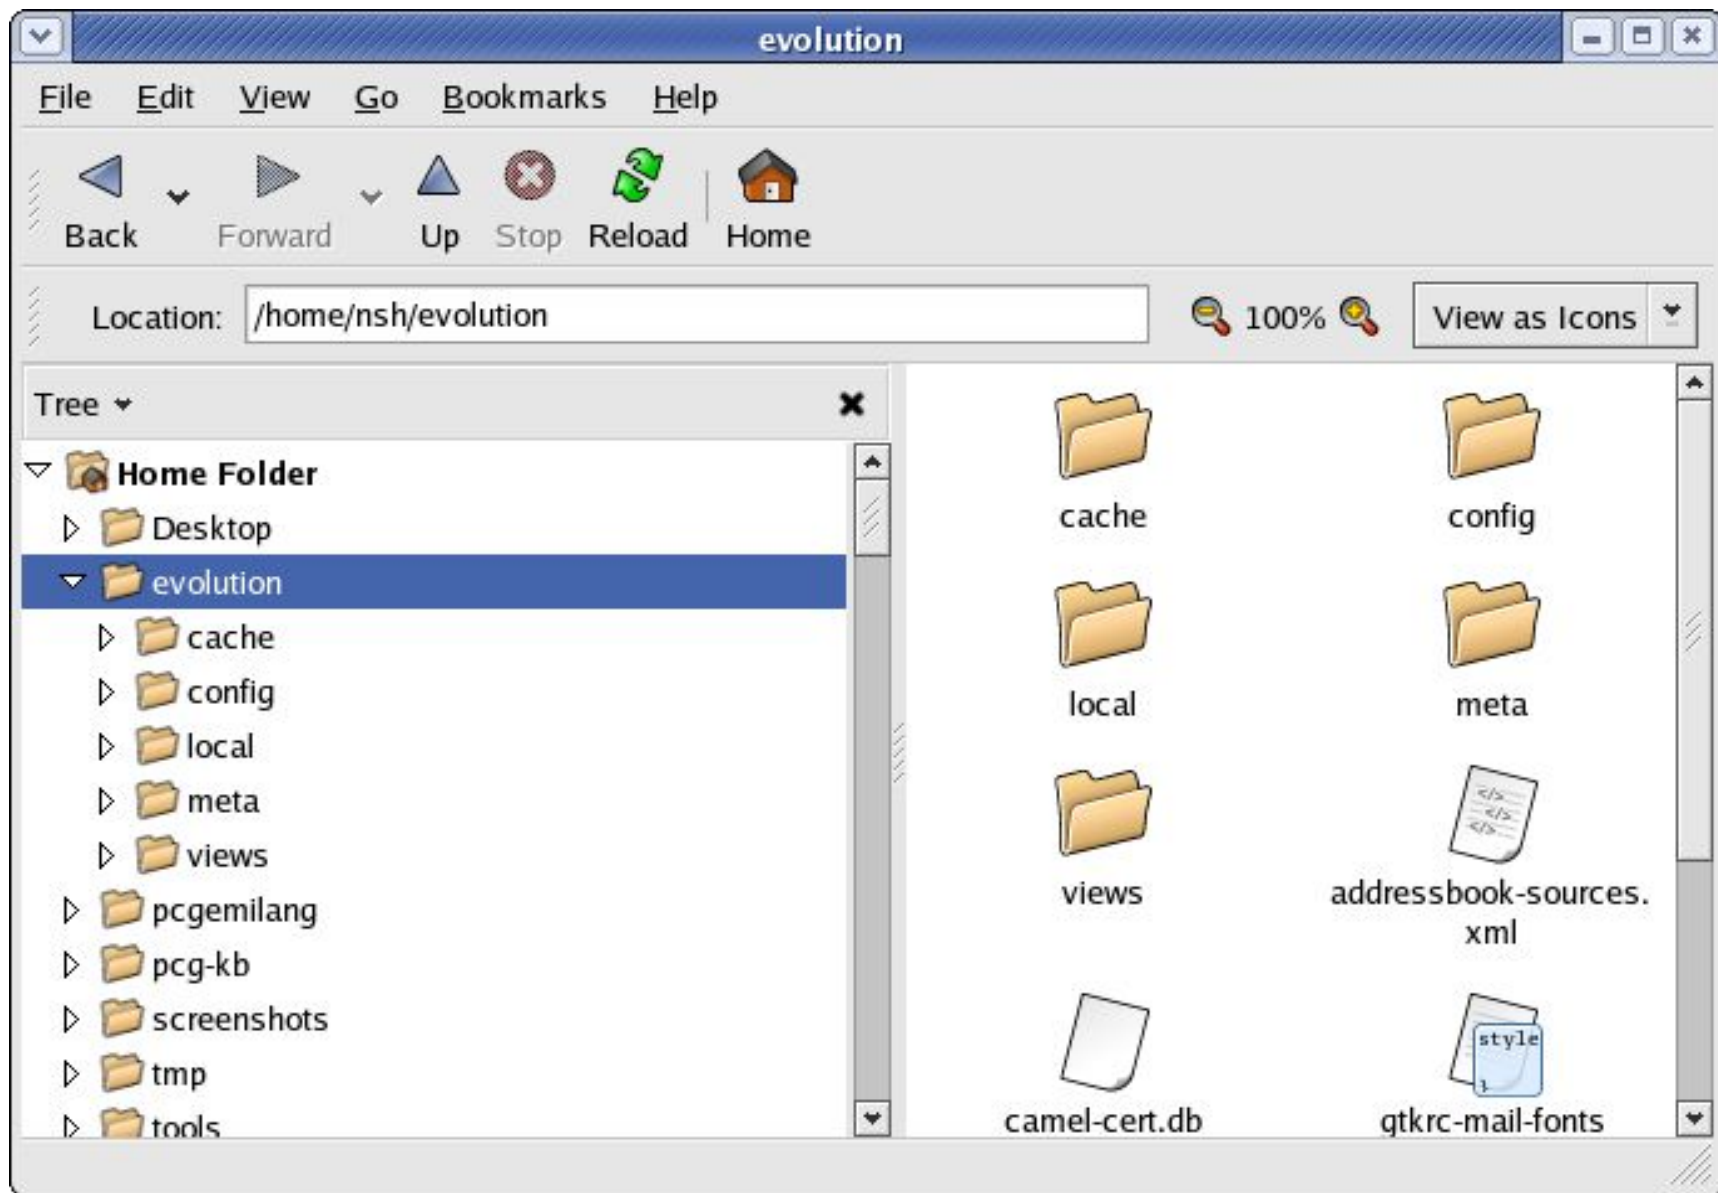 evolution
File Edit View Go Bookmarks Help
Back Forward Up Stop Reload Home
Location: /home/nsh/evolution 100% View as Icons
Tree
Home Folder
Desktop
evolution
cache
config
local
meta
views
pcgemilang
pcg-kb
screenshots
tmp
tools
cache config
local meta
views addressbook-sources.
xml
</>
</>
</>
style
}
camel-cert.db gtkrc-mail-fonts